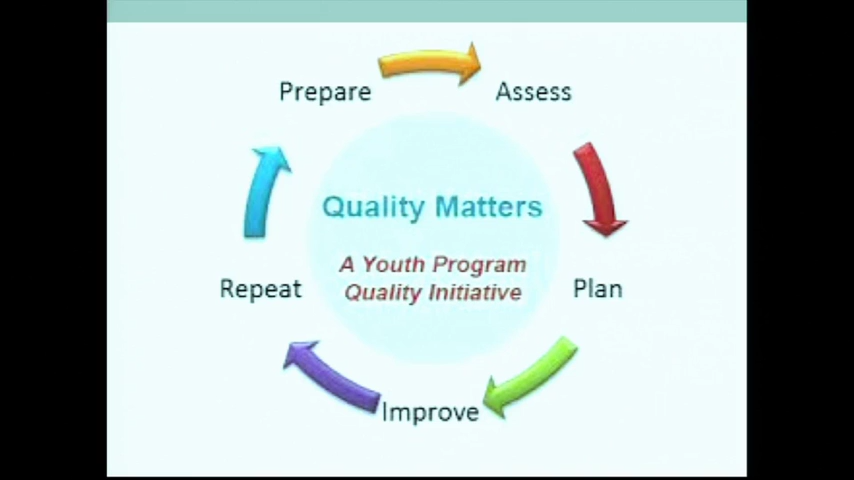 Prepare
Assess
Quality Matters
A Youth Program
Quality Initiative
Repeat
Plan
Improve